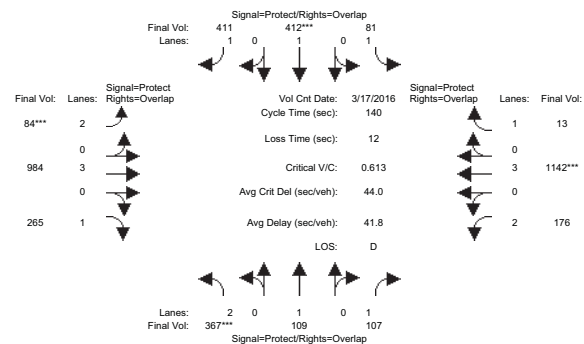 Signal=Protect/Rights=Overlap
Final Vol: 411 412*** 81
Lanes: 1 0 1 0 1
Signal=Protect Signal=Protect
Final Vol: Lanes: Rights=Overlap Vol Cnt Date: 3/17/2016 Rights=Overlap Lanes: Final Vol:
Cycle Time (sec): 140
84*** 2 1 13
Loss Time (sec): 12
0 0
984 3 Critical V/C: 0.613 3 1142***
0 Avg Crit Del (sec/veh): 44.0 0
265 1 Avg Delay (sec/veh): 41.8 2 176
LOS: D
Lanes: 2 0 1 0 1
Final Vol: 367*** 109 107
Signal=Protect/Rights=Overlap